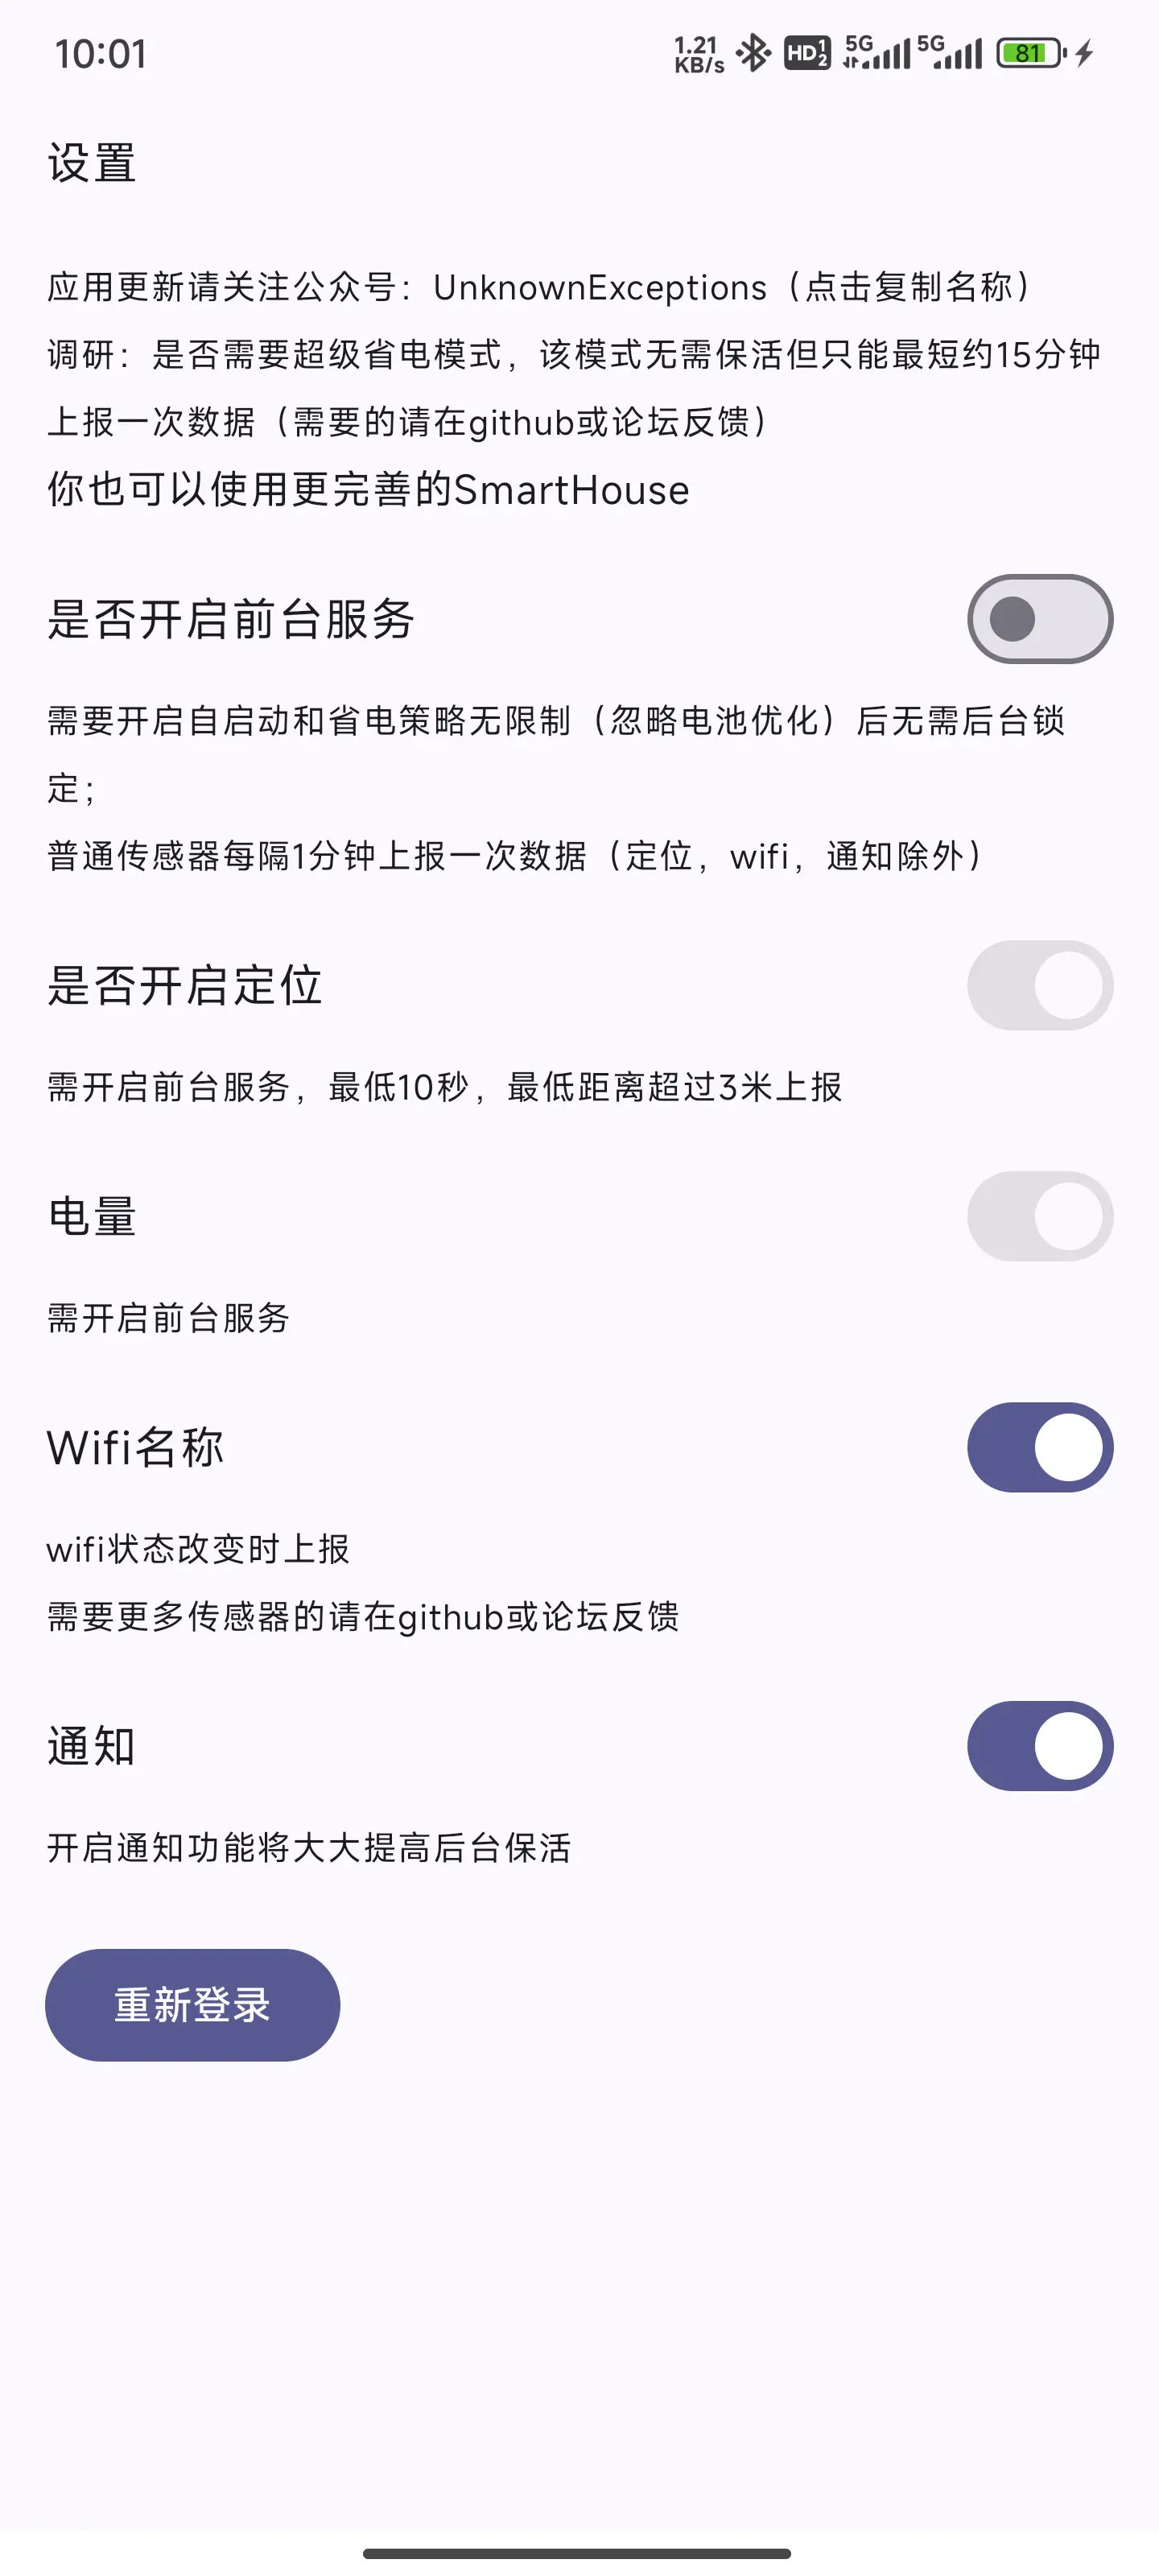 10:01
1.21 KB/s HD 1 2 5G 5G 81
设置
应用更新请关注公众号：UnknownExceptions（点击复制名称）
调研：是否需要超级省电模式，该模式无需保活但只能最短约15分钟
上报一次数据（需要的请在github或论坛反馈）
你也可以使用更完善的SmartHouse
是否开启前台服务
需要开启自启动和省电策略无限制（忽略电池优化）后无需后台锁
定；
普通传感器每隔1分钟上报一次数据（定位，wifi，通知除外）
是否开启定位
需开启前台服务，最低10秒，最低距离超过3米上报
电量
需开启前台服务
Wifi名称
wifi状态改变时上报
需要更多传感器的请在github或论坛反馈
通知
开启通知功能将大大提高后台保活
重新登录